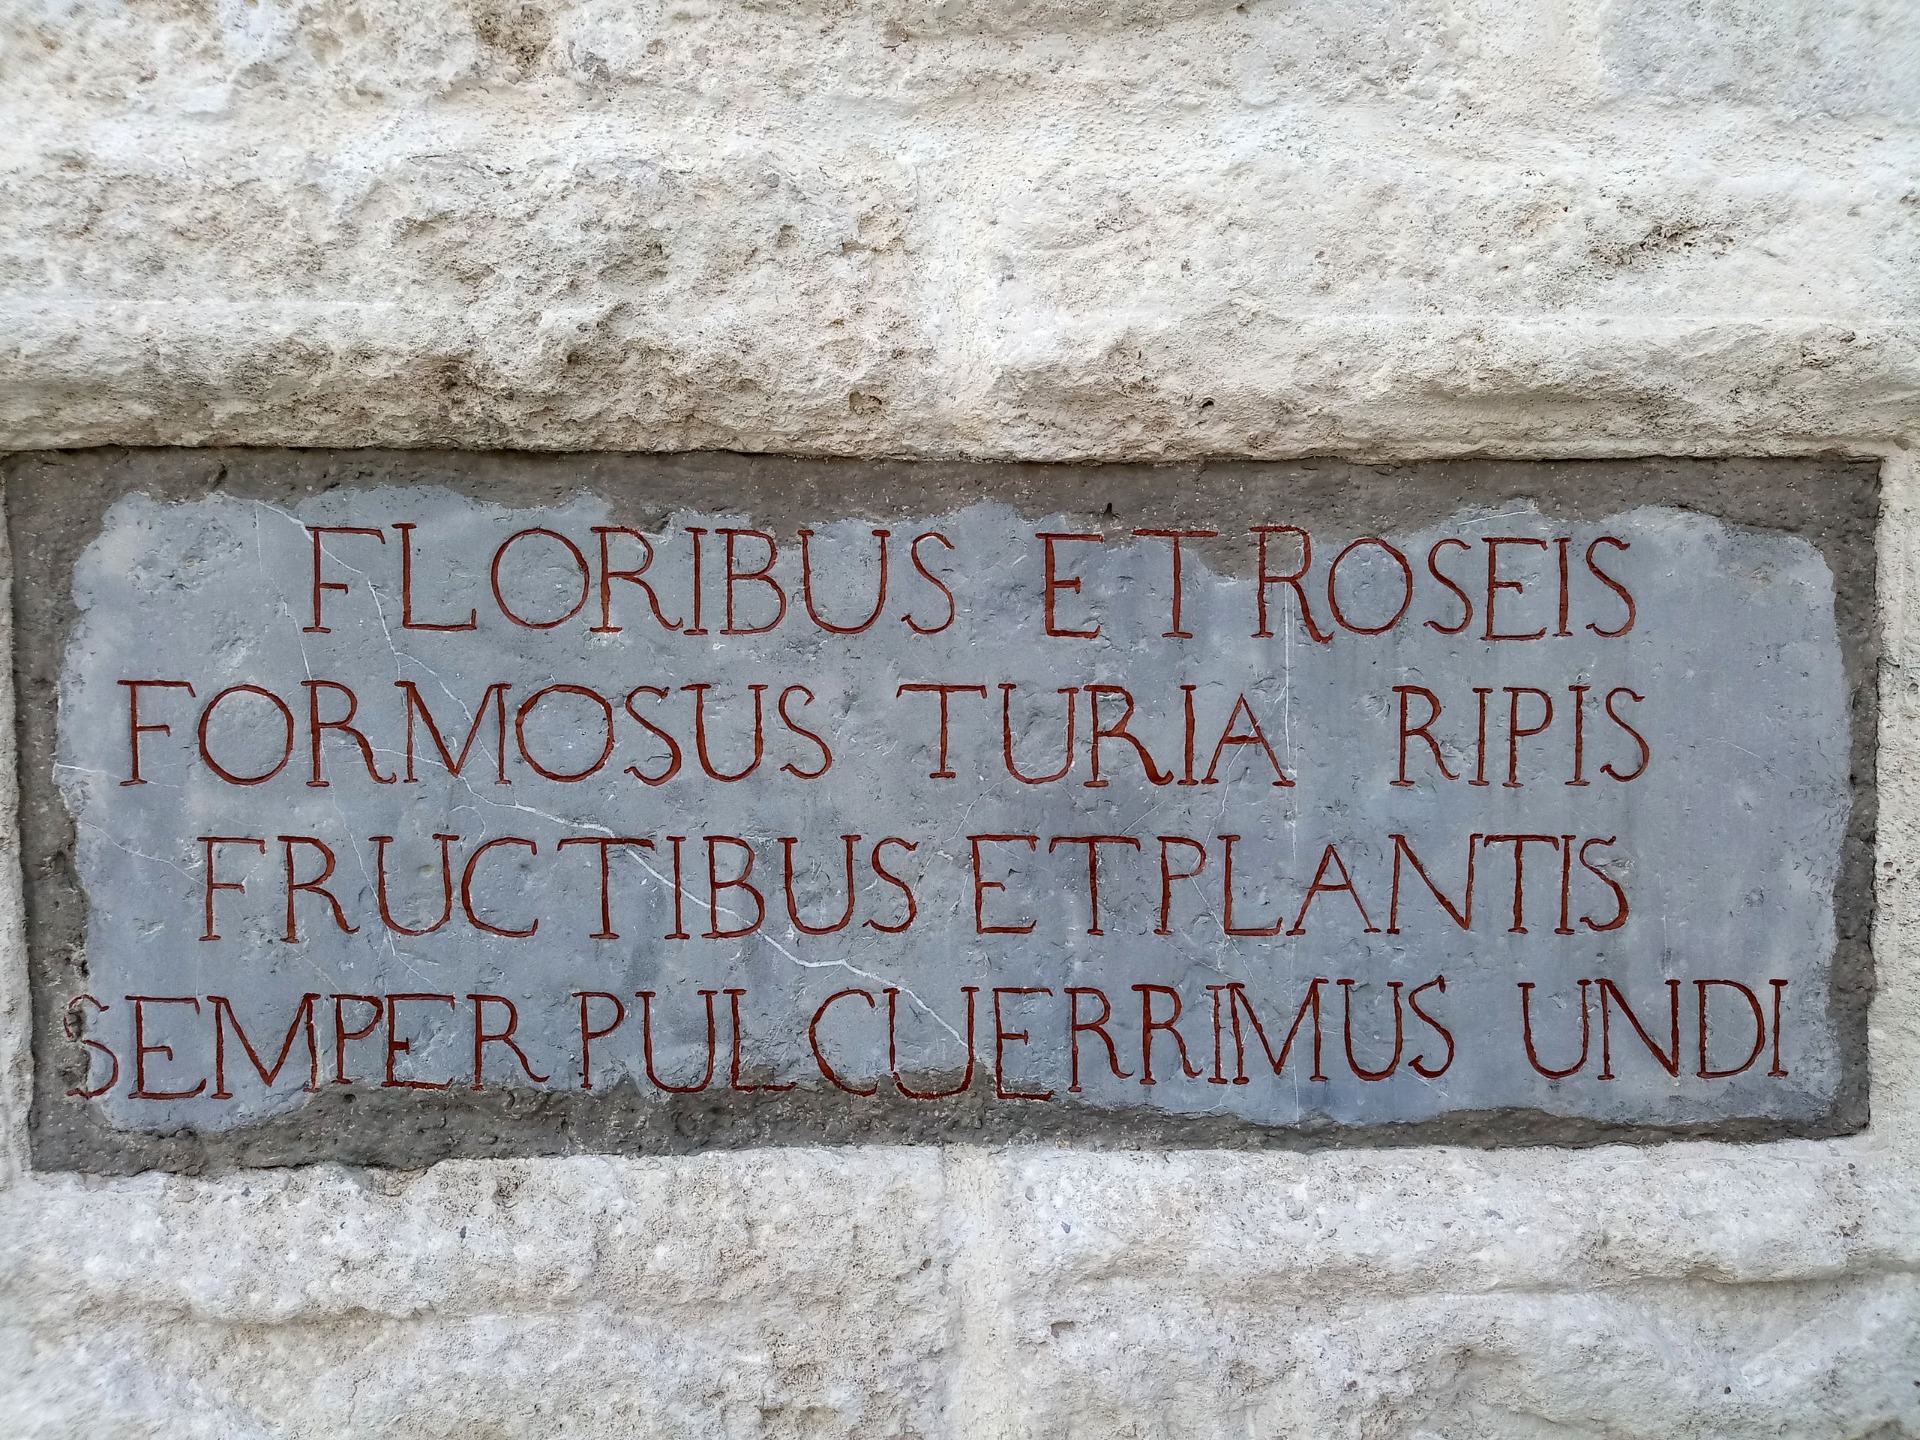 FLORIBUS ET ROSEIS
FORMOSUS TURIA RIPIS
FRUCTIBUS ET PLANTIS
SEMPER PULCUERRIMUS UNDI